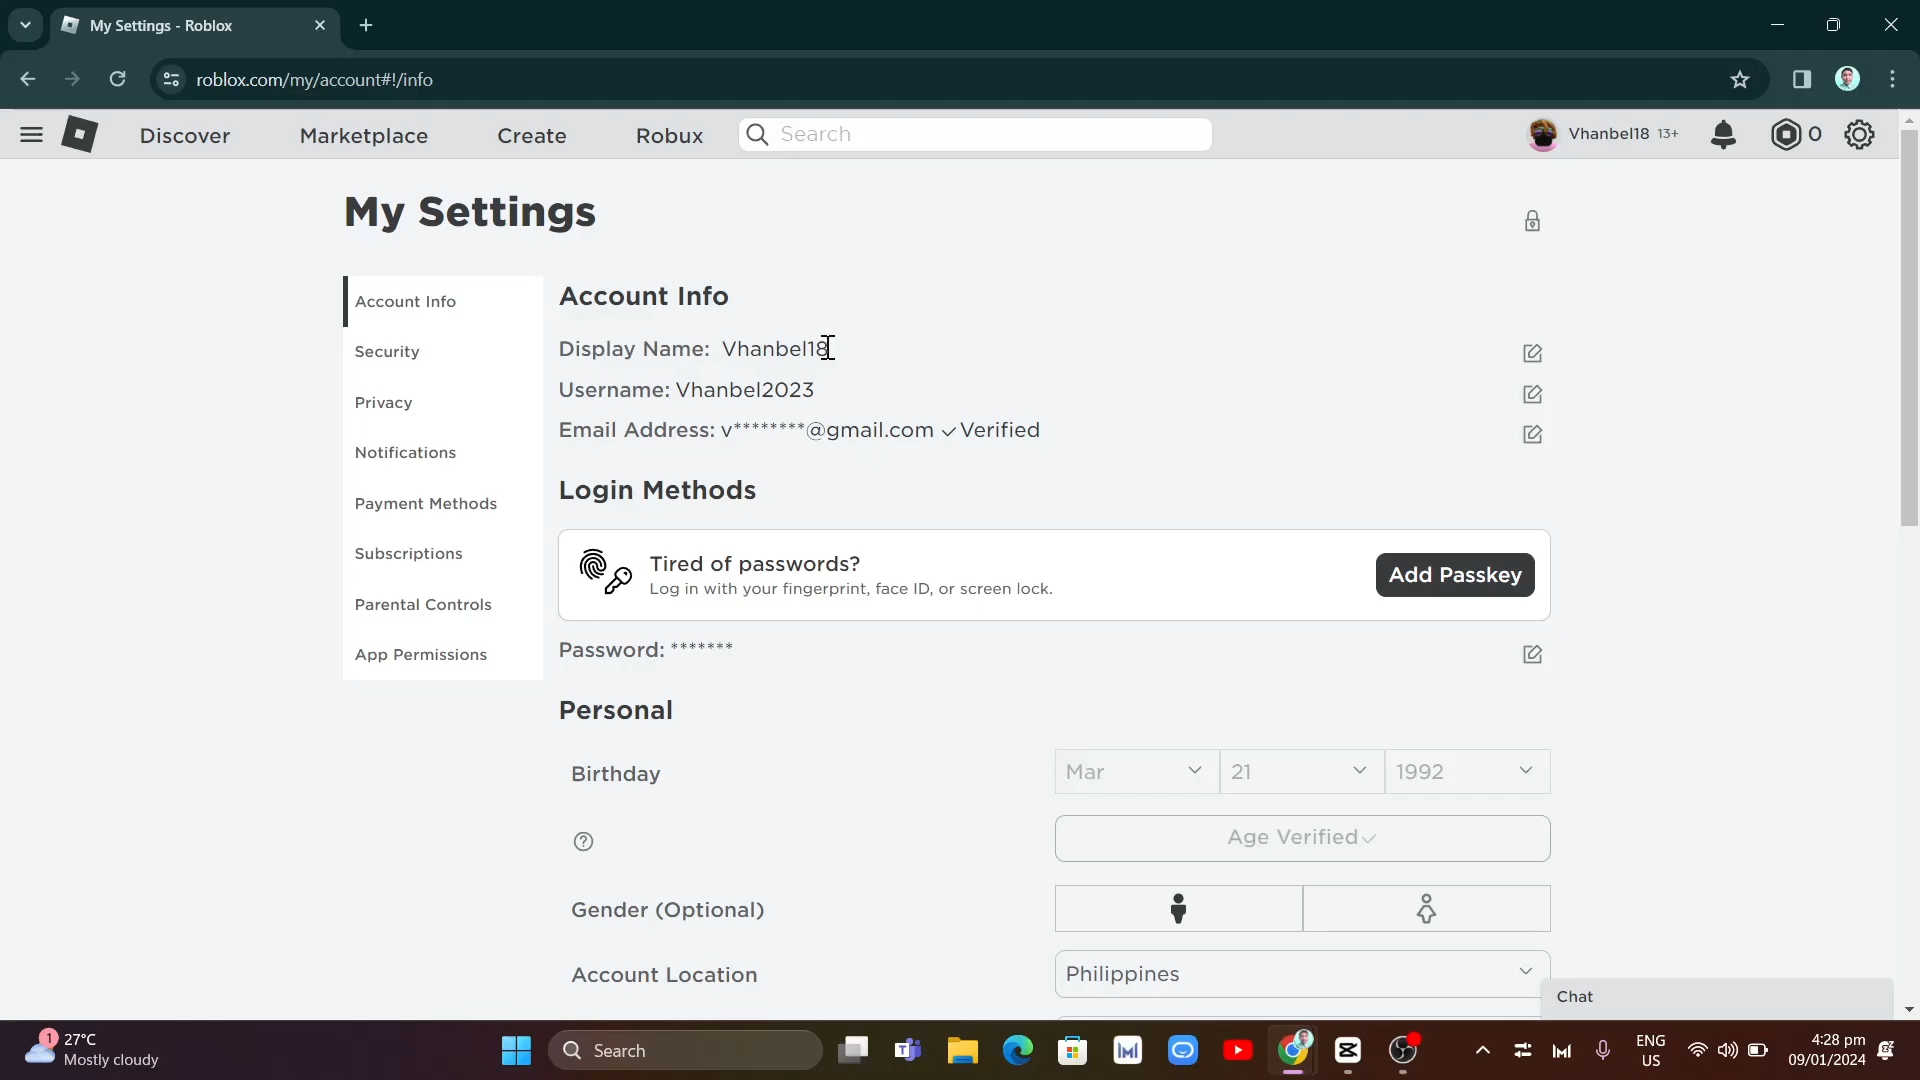 My Settings - Roblox
roblox.com/my/account#!/info
Discover
Marketplace
Create
Robux
Search
Vhanbel18 13+
0
My Settings
Account Info
Security
Privacy
Notifications
Payment Methods
Subscriptions
Parental Controls
App Permissions
Account Info
Display Name: Vhanbel18
Username: Vhanbel2023
Email Address: v********@gmail.com ✓Verified
Login Methods
Tired of passwords?
Log in with your fingerprint, face ID, or screen lock.
Add Passkey
Password: *******
Personal
Birthday
Mar
21
1992
Age Verified✓
Gender (Optional)
Account Location
Philippines
Chat
1
27°C
Mostly cloudy
Search
ENG
US
4:28 pm
09/01/2024